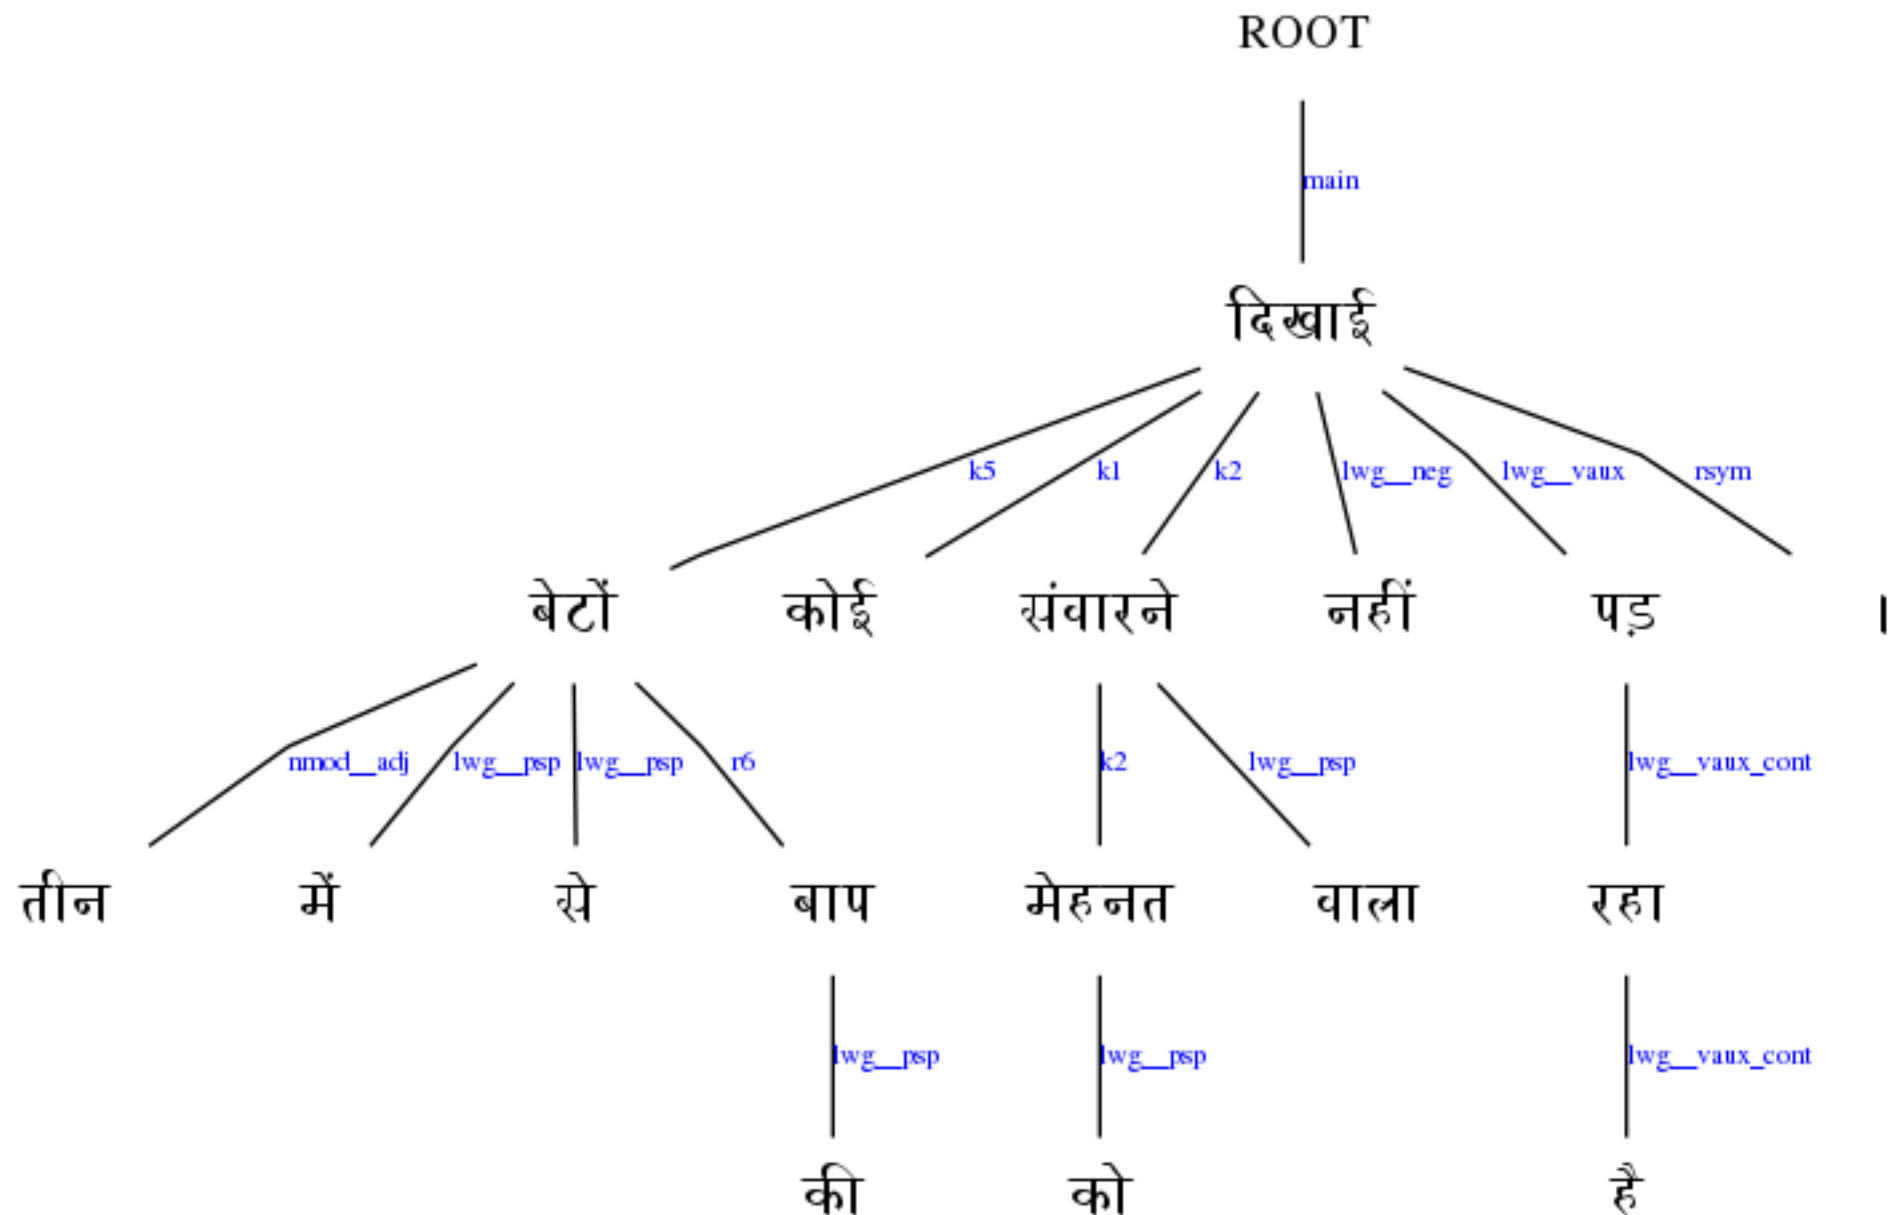 ROOT
main
दिखाई
k5 k1 k2 lwg__neg lwg__vaux rsym
बेटों कोई संवारने नहीं पड़ ।
nmod__adj lwg__psp lwg__psp r6 k2 lwg__psp lwg__vaux_cont
तीन में से बाप मेहनत वाला रहा
lwg__psp lwg__psp lwg__vaux_cont
की को है